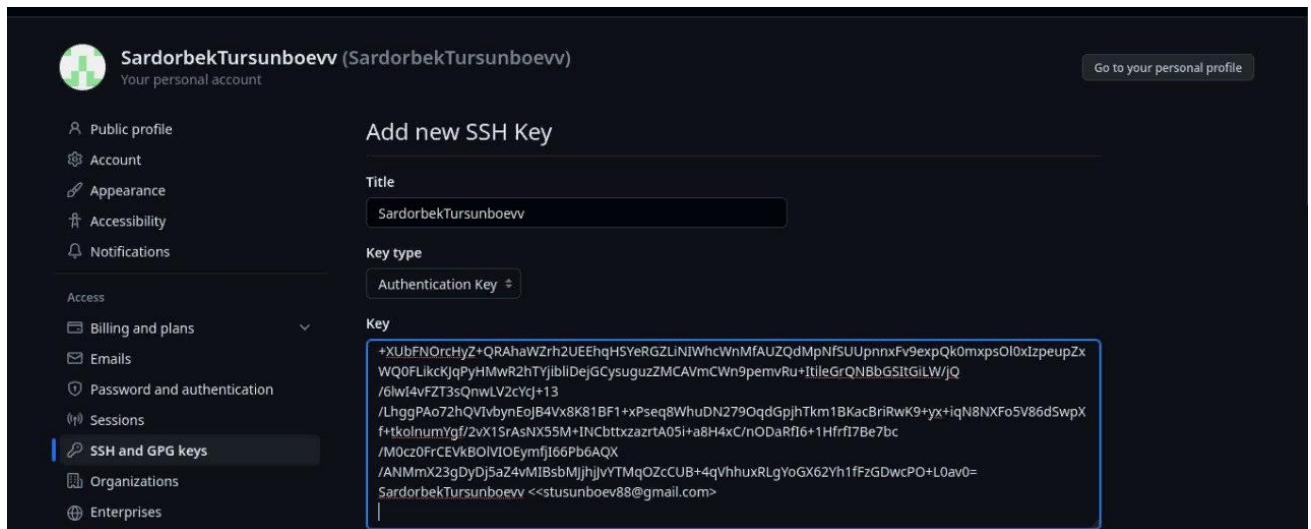 SardorbekTursunboevv (SardorbekTursunboevv)
Your personal account
Go to your personal profile
Public profile
Account
Appearance
Accessibility
Notifications
Access
Billing and plans
Emails
Password and authentication
Sessions
SSH and GPG keys
Organizations
Enterprises
Add new SSH Key
Title
SardorbekTursunboevv
Key type
Authentication Key
Key
+XUbFNOrcHyZ+QRAhaWZrh2UEEhqHSYeRGZLiNIWhcWnMfAUZQdMpNfSUUpnnxFv9expQk0mxpsOl0xIzpeupZx
WQ0FLikcKJqPyHMwR2hTYjibliDejGCysuguzZMCAVmCWn9pemvRu+ItileGrQNBbGSItGiLW/jQ
/6lwI4vFZT3sQnwLV2cYcJ+13
/LhggPAo72hQVIvbynEoJB4Vx8K81BF1+xPseq8WhuDN279OqdGpjhTkm1BKacBriRwK9+yx+iqN8NXFo5V86dSwpX
f+tkolnumYgf/2vX1SrAsNX55M+INCbttxzazrtA05i+a8H4xC/nODaRfI6+1HfrfI7Be7bc
/M0cz0FrCEVkBOlVIOEymfjI66Pb6AQX
/ANMmX23gDyDj5aZ4vMIBsbMJjhjJvYTMqOZcCUB+4qVhhuxRLgYoGX62Yh1fFzGDwcPO+L0av0=
SardorbekTursunboevv <<stusunboev88@gmail.com>